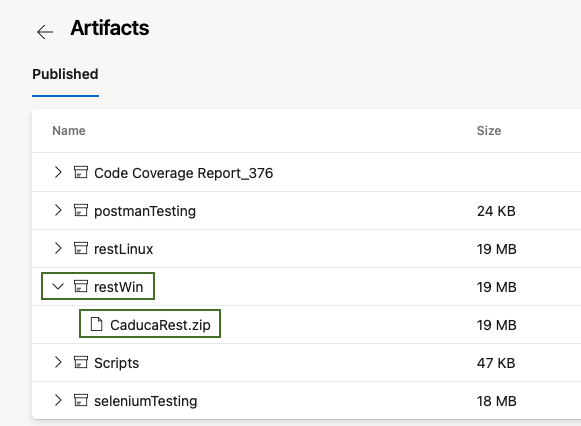 Artifacts
Published
Name Size
Code Coverage Report_376
postmanTesting 24 KB
restLinux 19 MB
restWin 19 MB
CaducaRest.zip 19 MB
Scripts 47 KB
seleniumTesting 18 MB